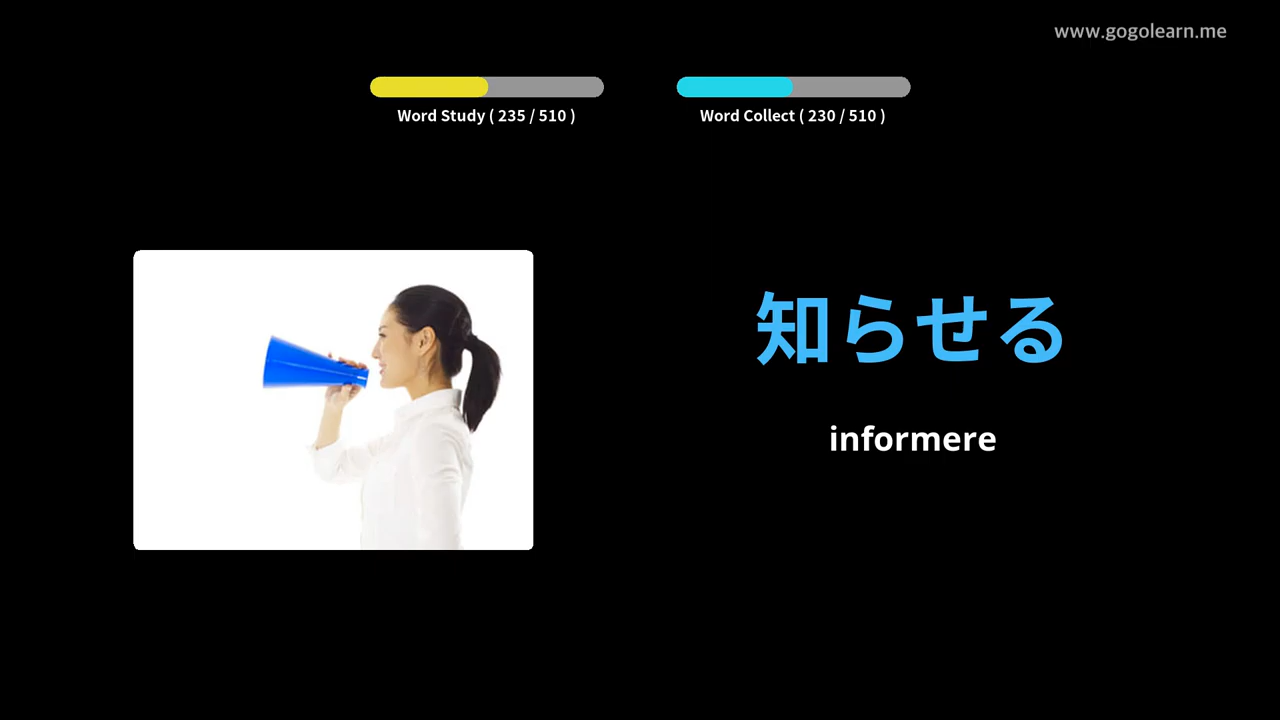 www.gogolearn.me
Word Study ( 235 / 510 )
Word Collect ( 230 / 510 )
知らせる
informere